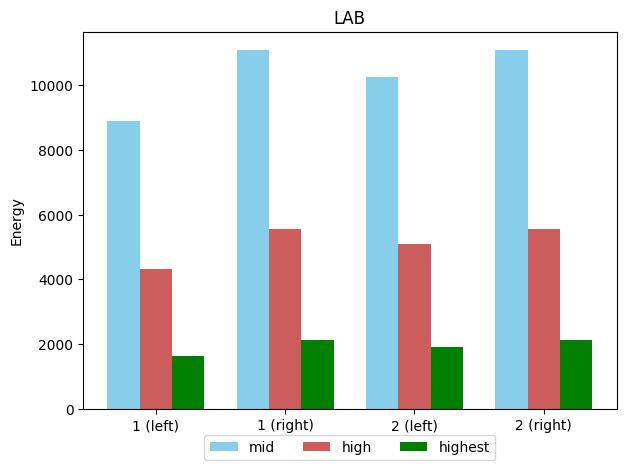 LAB
Energy
10000
8000
6000
4000
2000
0
1 (left) 1 (right) 2 (left) 2 (right)
mid high highest